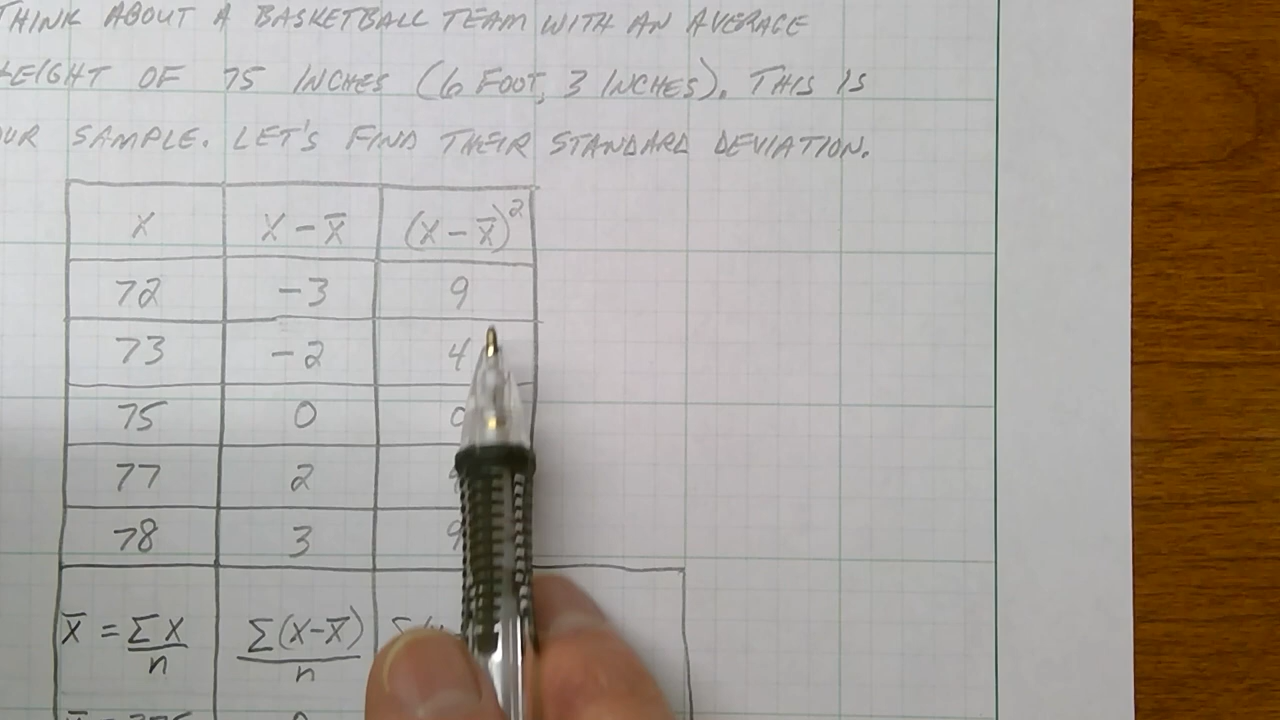 THINK ABOUT A BASKETBALL TEAM WITH AN AVERAGE
HEIGHT OF 75 INCHES (6 FOOT, 3 INCHES). THIS IS
OUR SAMPLE. LET'S FIND THEIR STANDARD DEVIATION.
X X - X̅ (X - X̅)²
72 -3 9
73 -2 4
75 0 0
77 2
78 3 9
X̅ = ΣX/n Σ(X-X̅)/n